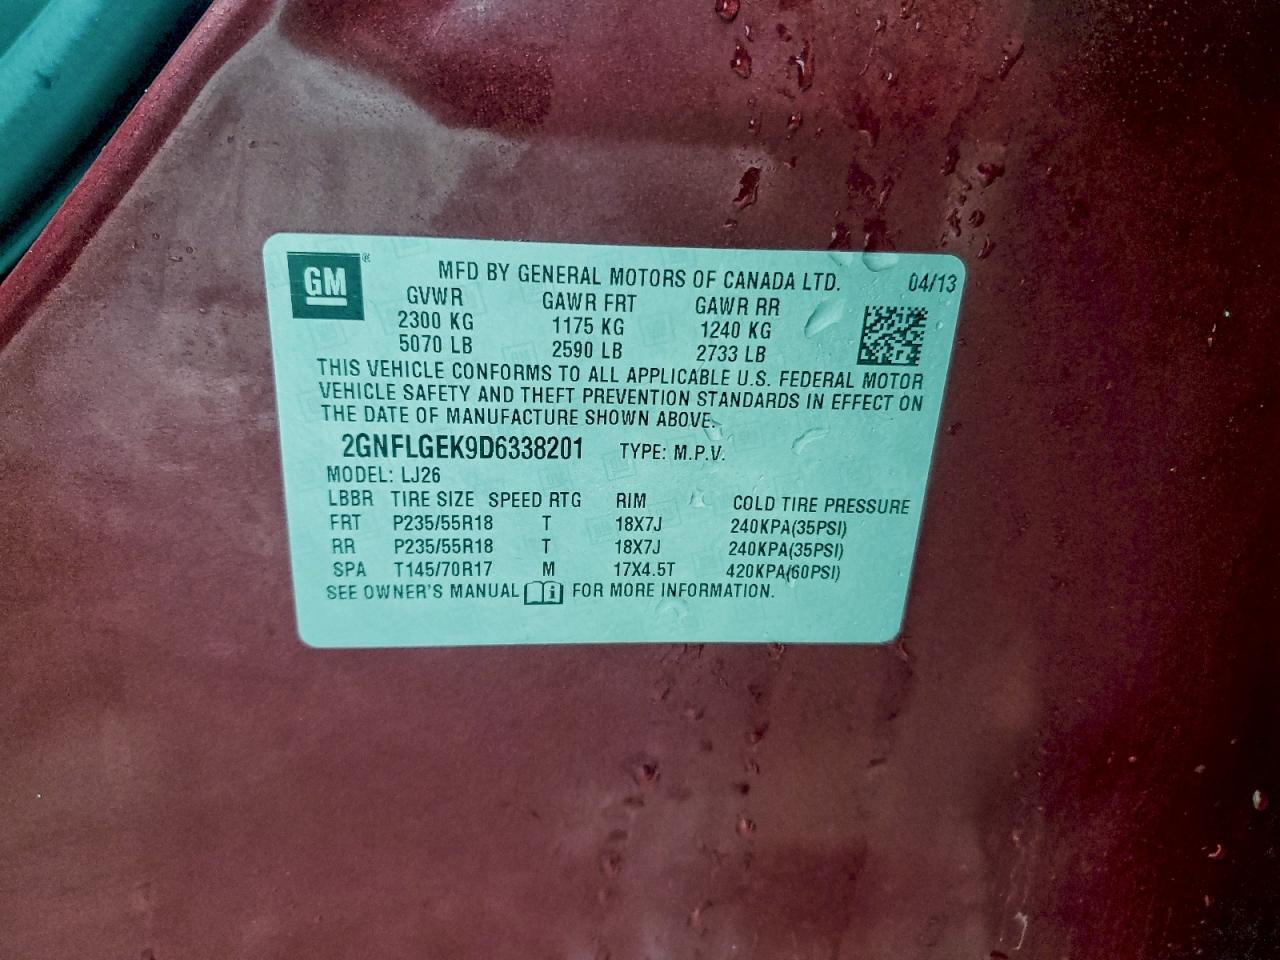 GM®
MFD BY GENERAL MOTORS OF CANADA LTD. 04/13
GVWR GAWR FRT GAWR RR
2300 KG 1175 KG 1240 KG
5070 LB 2590 LB 2733 LB
THIS VEHICLE CONFORMS TO ALL APPLICABLE U.S. FEDERAL MOTOR
VEHICLE SAFETY AND THEFT PREVENTION STANDARDS IN EFFECT ON
THE DATE OF MANUFACTURE SHOWN ABOVE.
2GNFLGEK9D6338201 TYPE: M.P.V.
MODEL: LJ26
LBBR TIRE SIZE SPEED RTG RIM COLD TIRE PRESSURE
FRT P235/55R18 T 18X7J 240KPA(35PSI)
RR P235/55R18 T 18X7J 240KPA(35PSI)
SPA T145/70R17 M 17X4.5T 420KPA(60PSI)
SEE OWNER'S MANUAL i FOR MORE INFORMATION.